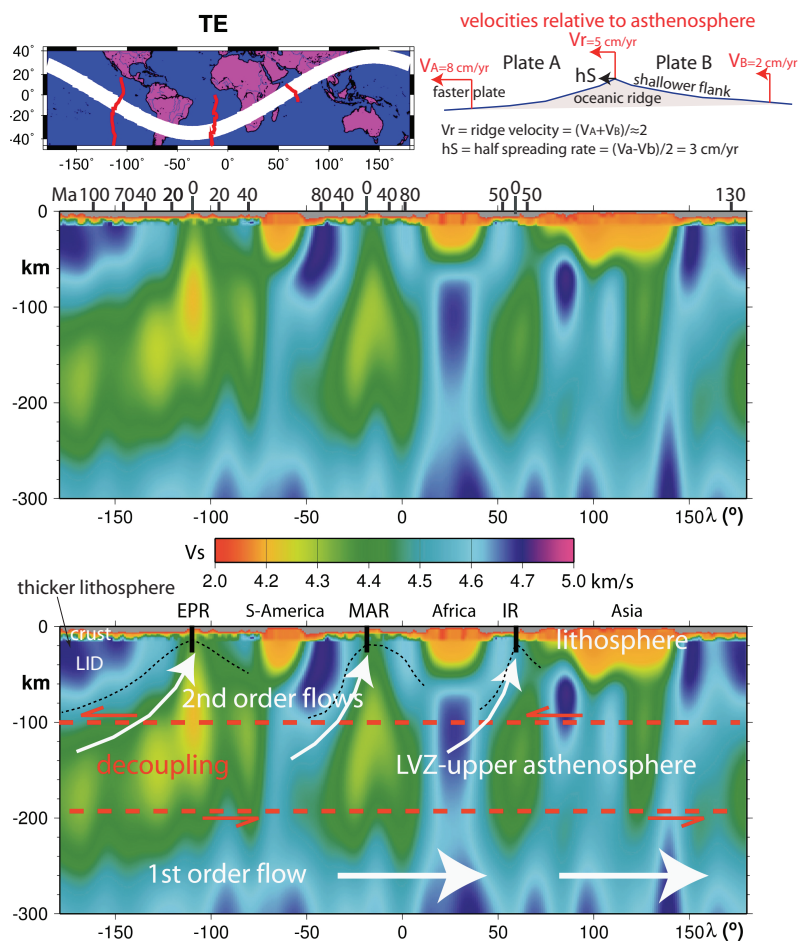 TE
velocities relative to asthenosphere
40˚
20˚
0˚
-20˚
-40˚
-150˚ -100˚ -50˚ 0˚ 50˚ 100˚ 150˚
Vr=5 cm/yr
VA=8 cm/yr
Plate A
Plate B
VB=2 cm/yr
hS
faster plate
shallower flank
oceanic ridge
Vr = ridge velocity = (VA+VB)/≈2
hS = half spreading rate = (Va-Vb)/2 = 3 cm/yr
Ma 100 70 40 20 0 20 40 80 40 0 40 80 50 0 50 130
0
km
-100
-200
-300
-150 -100 -50 0 50 100 150 λ (º)
Vs
2.0 4.2 4.3 4.4 4.5 4.6 4.7 5.0 km/s
thicker lithosphere
EPR S-America MAR Africa IR Asia
0
crust
lithosphere
LID
km
2nd order flows
-100
decoupling
LVZ-upper asthenosphere
-200
1st order flow
-300
-150 -100 -50 0 50 100 150 λ (º)